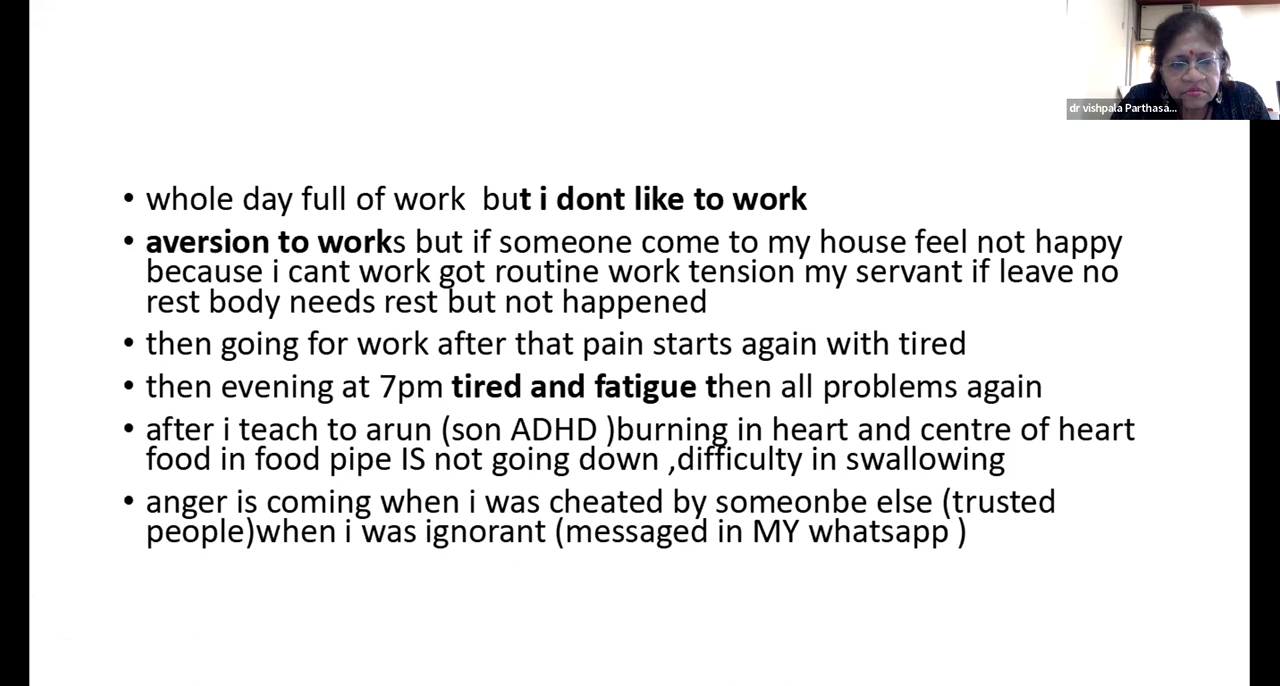 dr vishpala Parthasa...
• whole day full of work  but i dont like to work
• aversion to works but if someone come to my house feel not happy
because i cant work got routine work tension my servant if leave no
rest body needs rest but not happened
• then going for work after that pain starts again with tired
• then evening at 7pm tired and fatigue then all problems again
• after i teach to arun (son ADHD )burning in heart and centre of heart
food in food pipe IS not going down ,difficulty in swallowing
• anger is coming when i was cheated by someonbe else (trusted
people)when i was ignorant (messaged in MY whatsapp )